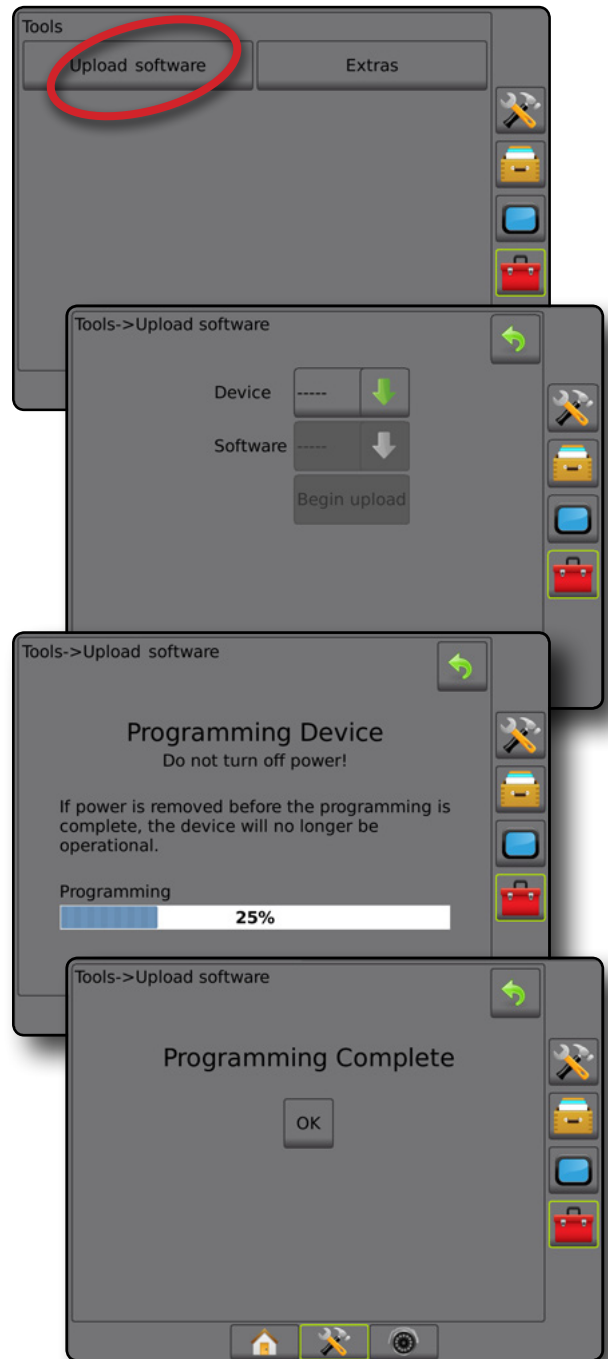 Tools
Upload software
Extras
Tools->Upload software
Device
-----
Software
-----
Begin upload
Tools->Upload software
Programming Device
Do not turn off power!
If power is removed before the programming is
complete, the device will no longer be
operational.
Programming
25%
Tools->Upload software
Programming Complete
OK